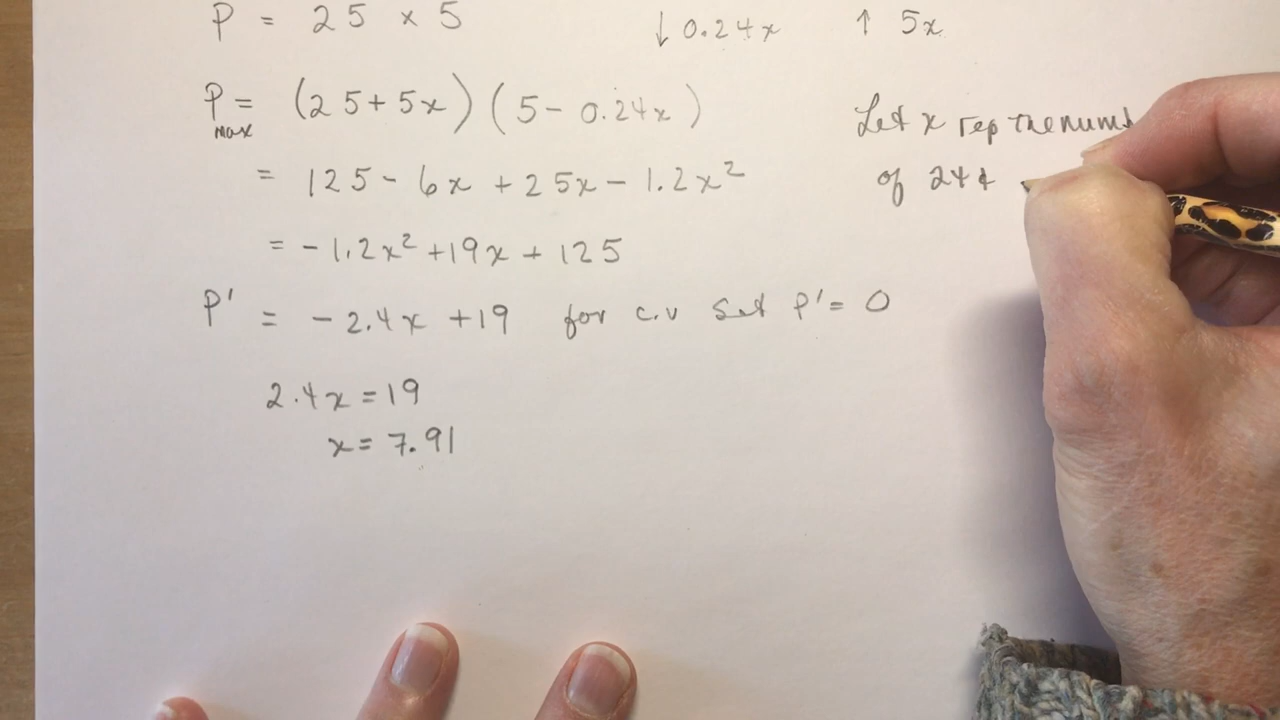 P = 25 × 5 ↓ 0.24x ↑ 5x
P max = (25+5x)(5-0.24x)
Let x rep the numb
= 125 - 6x + 25x - 1.2x²
of 24¢
= -1.2x² +19x + 125
P' = -2.4x +19 for c.v set P' = 0
2.4x = 19
x = 7.91